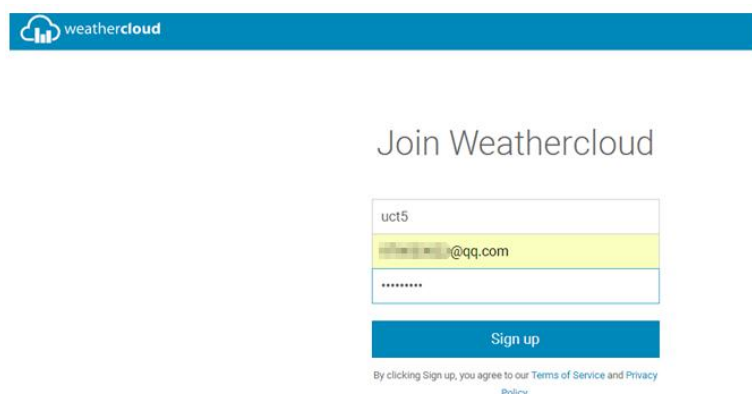 weathercloud
Join Weathercloud
uct5
@qq.com
•••••••••
Sign up
By clicking Sign up, you agree to our Terms of Service and Privacy
Policy